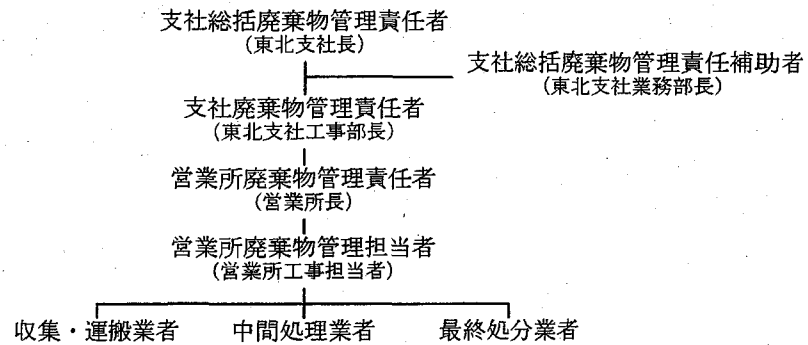 支社総括廃棄物管理責任者
(東北支社長)
支社総括廃棄物管理責任補助者
(東北支社業務部長)
支社廃棄物管理責任者
(東北支社工事部長)
営業所廃棄物管理責任者
(営業所長)
営業所廃棄物管理担当者
(営業所工事担当者)
収集・運搬業者 中間処理業者 最終処分業者